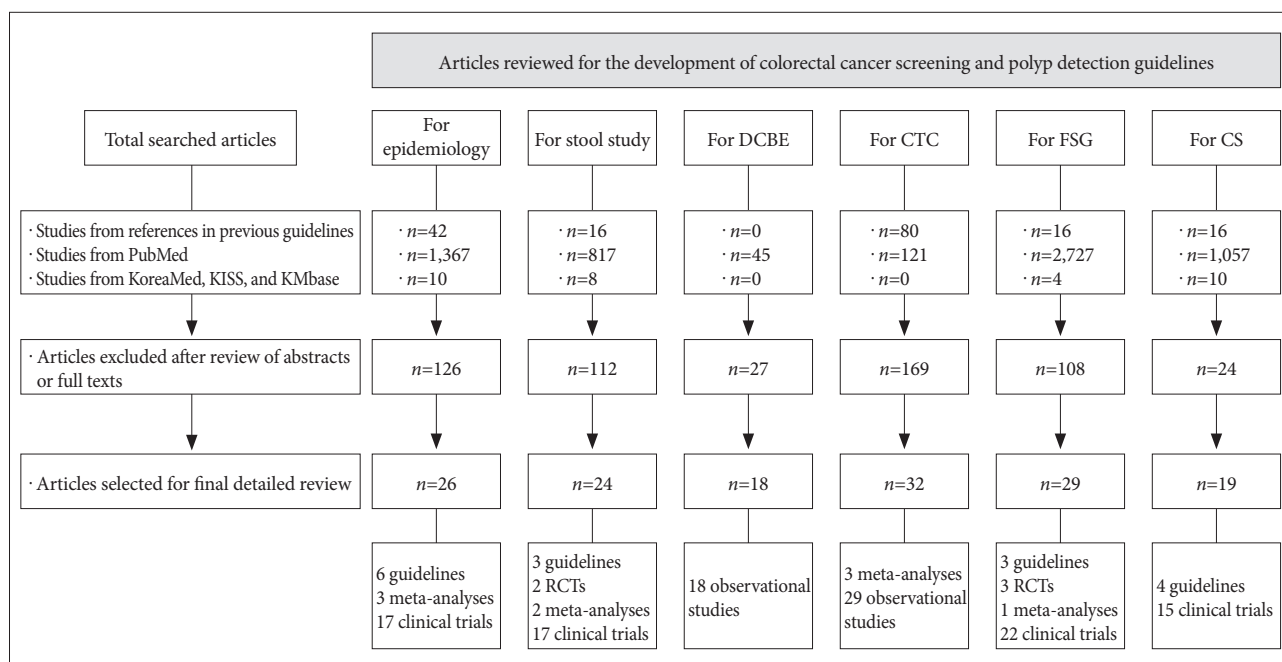 Articles reviewed for the development of colorectal cancer screening and polyp detection guidelines
Total searched articles
For
epidemiology
For stool study
For DCBE
For CTC
For FSG
For CS
· Studies from references in previous guidelines
· Studies from PubMed
· Studies from KoreaMed, KISS, and KMbase
· n=42
· n=1,367
· n=10
· n=16
· n=817
· n=8
· n=0
· n=45
· n=0
· n=80
· n=121
· n=0
· n=16
· n=2,727
· n=4
· n=16
· n=1,057
· n=10
· Articles excluded after review of abstracts
or full texts
n=126
n=112
n=27
n=169
n=108
n=24
· Articles selected for final detailed review
n=26
n=24
n=18
n=32
n=29
n=19
6 guidelines
3 meta-analyses
17 clinical trials
3 guidelines
2 RCTs
2 meta-analyses
17 clinical trials
18 observational
studies
3 meta-analyses
29 observational
studies
3 guidelines
3 RCTs
1 meta-analyses
22 clinical trials
4 guidelines
15 clinical trials